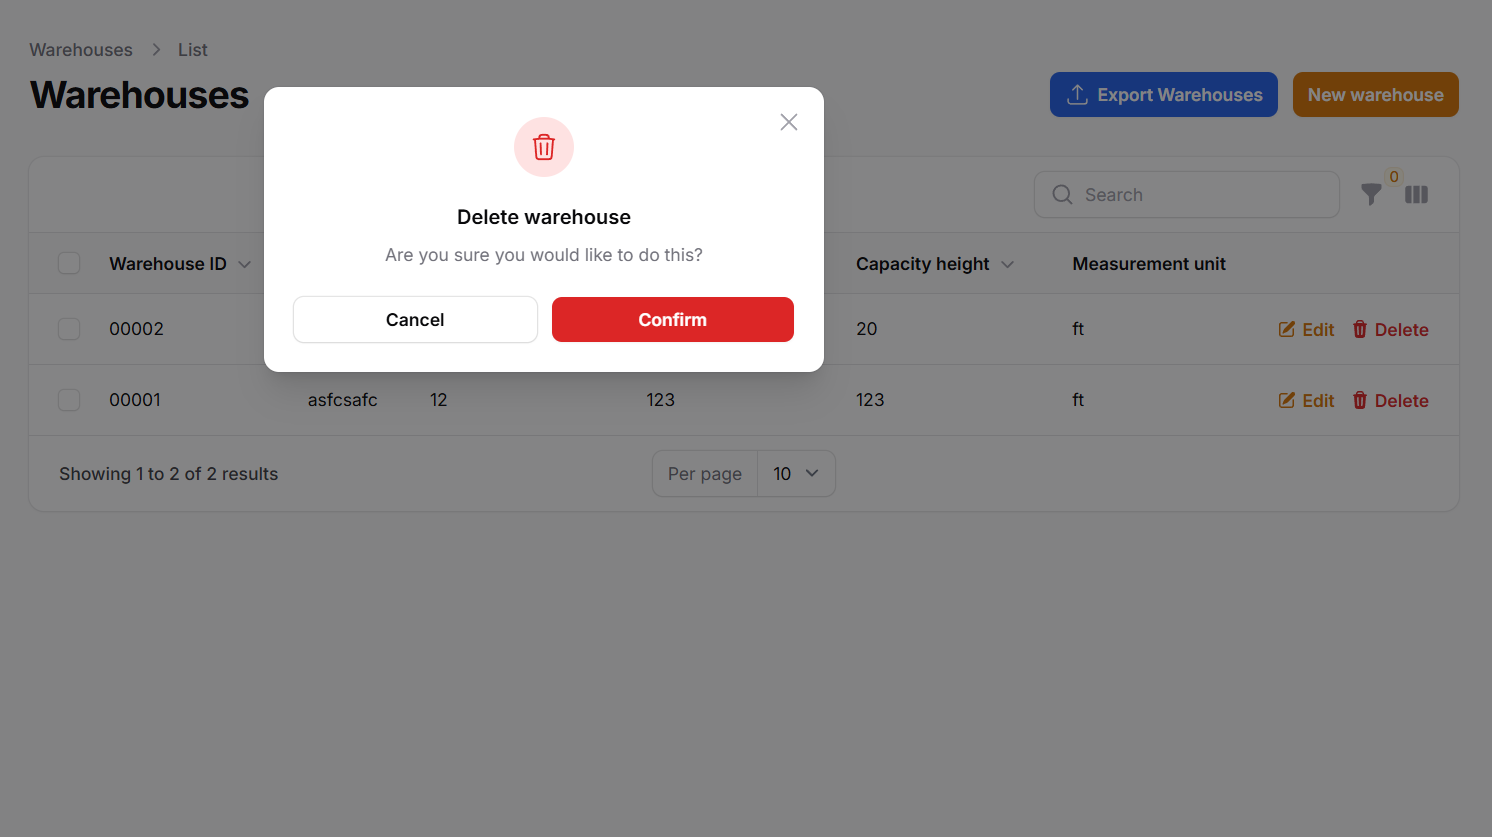 Warehouses > List
Warehouses
Export Warehouses
New warehouse
Delete warehouse
Are you sure you would like to do this?
Cancel
Confirm
Search
0
Warehouse ID
Capacity height
Measurement unit
00002
20
ft
Edit
Delete
00001
asfcsafc
12
123
123
ft
Edit
Delete
Showing 1 to 2 of 2 results
Per page
10